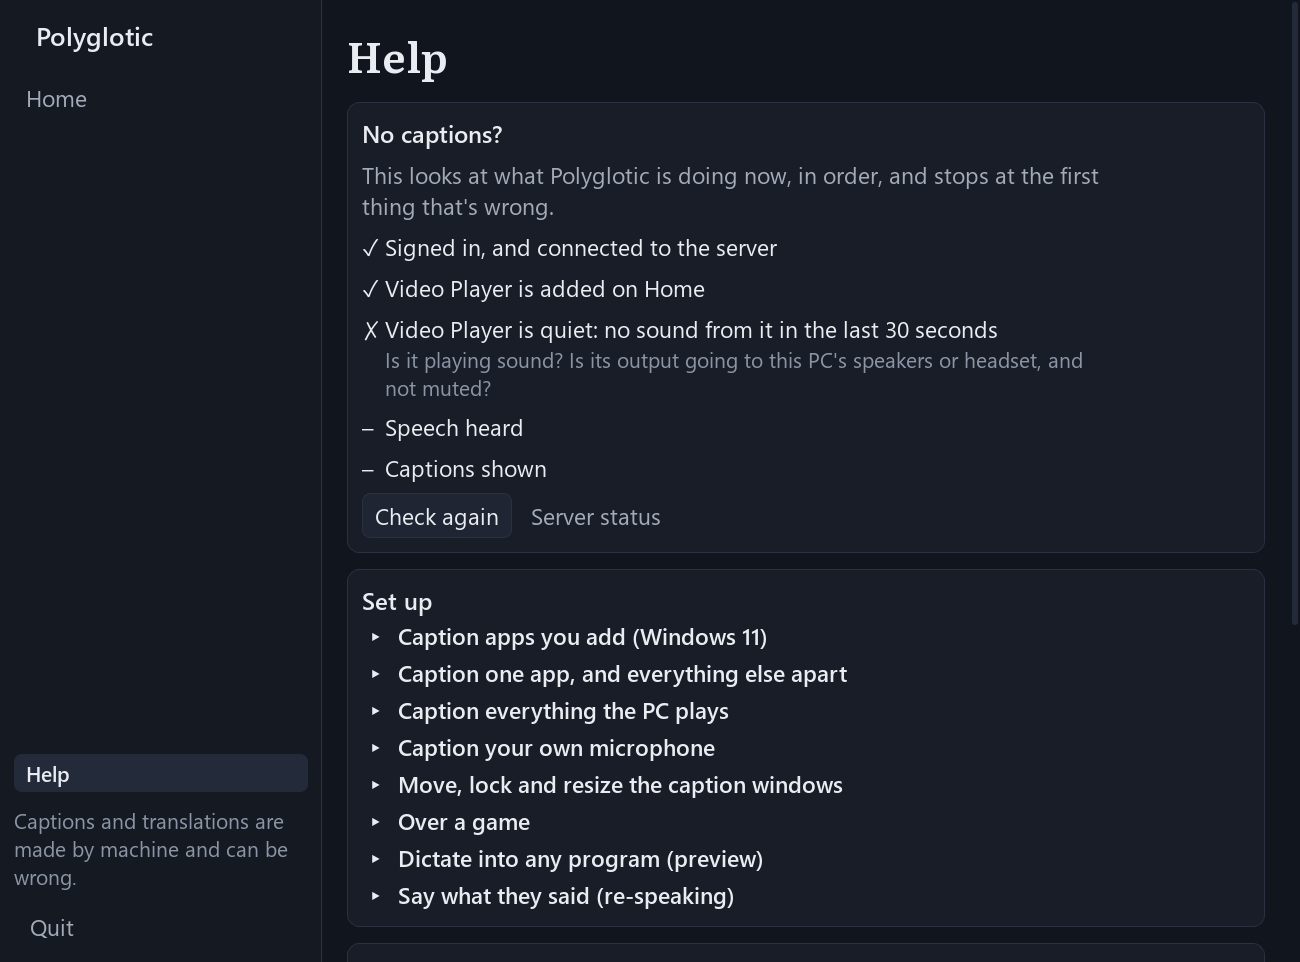 Polyglotic
Home
Help
Captions and translations are
made by machine and can be
wrong.
Quit
Help
No captions?
This looks at what Polyglotic is doing now, in order, and stops at the first
thing that's wrong.
✓ Signed in, and connected to the server
✓ Video Player is added on Home
✗ Video Player is quiet: no sound from it in the last 30 seconds
Is it playing sound? Is its output going to this PC's speakers or headset, and
not muted?
– Speech heard
– Captions shown
Check again Server status
Set up
▸ Caption apps you add (Windows 11)
▸ Caption one app, and everything else apart
▸ Caption everything the PC plays
▸ Caption your own microphone
▸ Move, lock and resize the caption windows
▸ Over a game
▸ Dictate into any program (preview)
▸ Say what they said (re-speaking)